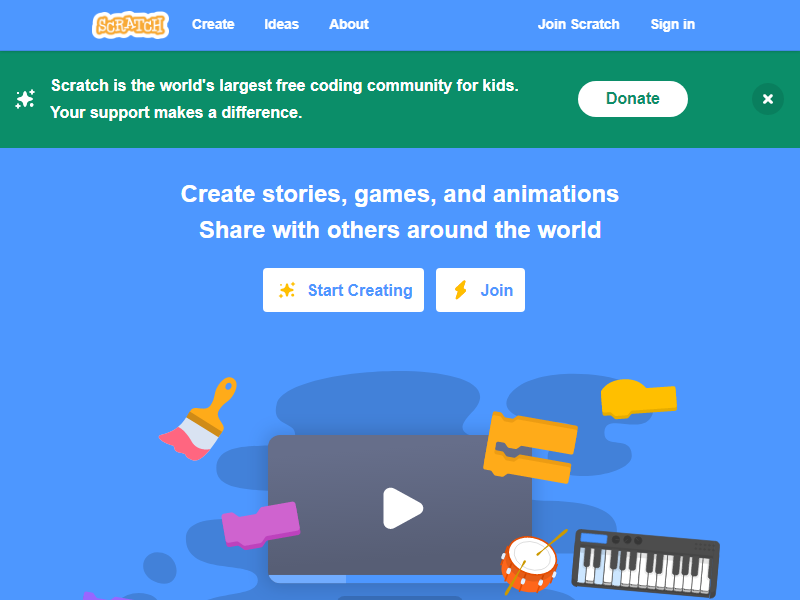 SCRATCH Create Ideas About Join Scratch Sign in
Scratch is the world's largest free coding community for kids.
Your support makes a difference.
Donate
Create stories, games, and animations
Share with others around the world
Start Creating Join